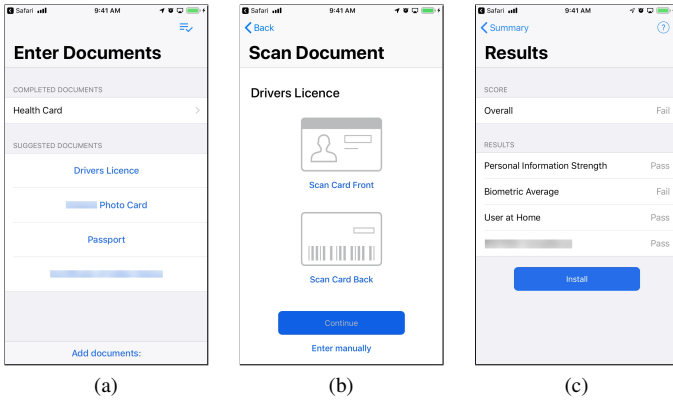 Safari
9:41 AM
Enter Documents
COMPLETED DOCUMENTS
Health Card
SUGGESTED DOCUMENTS
Drivers Licence
Photo Card
Passport
Add documents:
(a)
Safari
9:41 AM
Back
Scan Document
Drivers Licence
Scan Card Front
Scan Card Back
Continue
Enter manually
(b)
Safari
9:41 AM
Summary
?
Results
SCORE
Overall Fail
RESULTS
Personal Information Strength Pass
Biometric Average Fail
User at Home Pass
Pass
Install
(c)